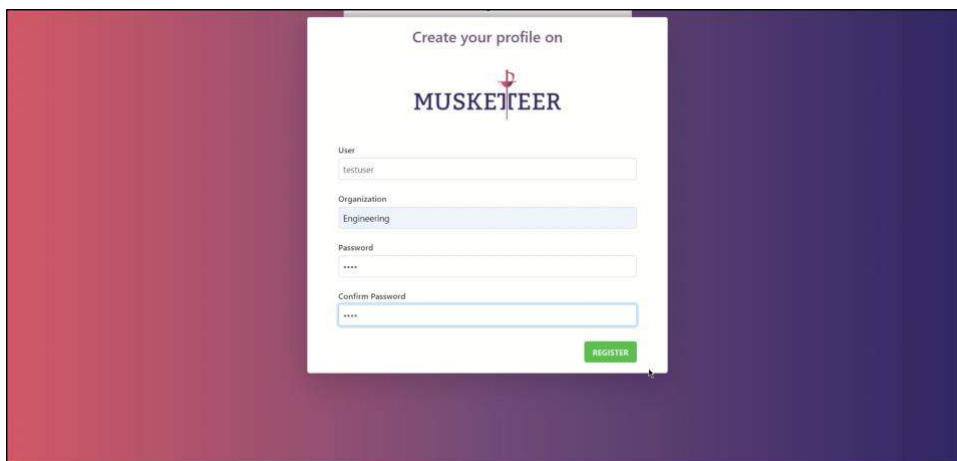 Create your profile on
MUSKETEER
User
testuser
Organization
Engineering
Password
••••
Confirm Password
••••
REGISTER